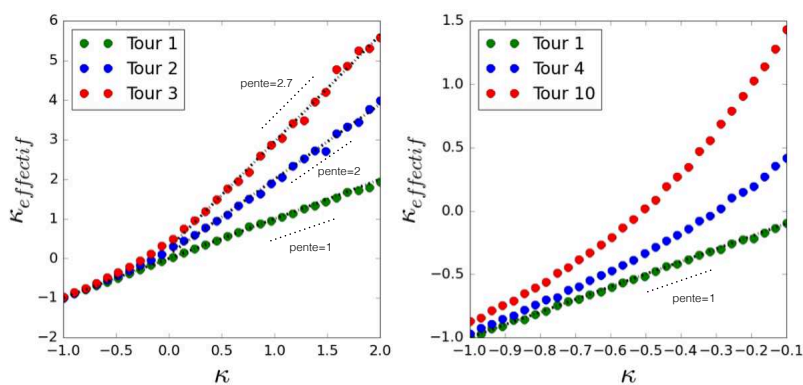 6
5
4
3
2
1
0
−1
−2
−1.0 −0.5 0.0 0.5 1.0 1.5 2.0
κ
κeffectif
Tour 1
Tour 2
Tour 3
pente=2.7
pente=2
pente=1
1.5
1.0
0.5
0.0
−0.5
−1.0
−1.0 −0.9 −0.8 −0.7 −0.6 −0.5 −0.4 −0.3 −0.2 −0.1
κ
κeffectif
Tour 1
Tour 4
Tour 10
pente=1